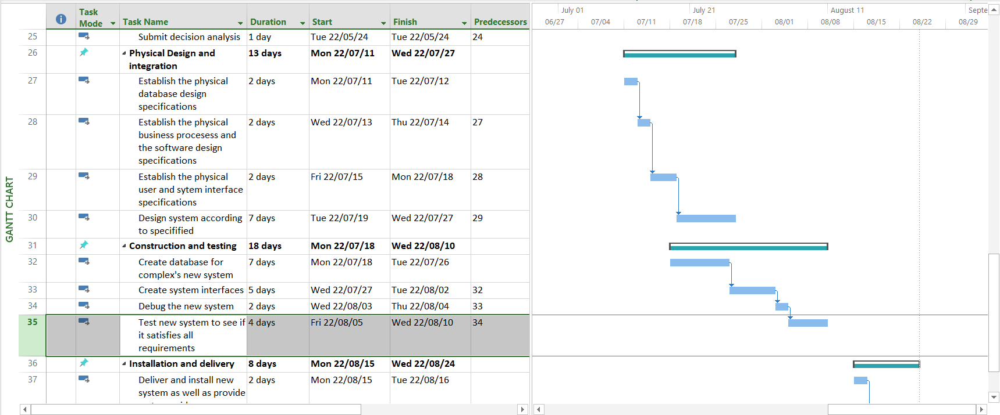 GANTT CHART
i
Task Mode Task Name Duration Start Finish Predecessors
July 01 July 21 August 11 Septe
06/27 07/04 07/11 07/18 07/25 08/01 08/08 08/15 08/22 08/29
25 Submit decision analysis 1 day Tue 22/05/24 Tue 22/05/24 24
26 Physical Design and 13 days Mon 22/07/11 Wed 22/07/27
integration
27 Establish the physical 2 days Mon 22/07/11 Tue 22/07/12
database design
specifications
28 Establish the physical 2 days Wed 22/07/13 Thu 22/07/14 27
business procesess and
the software design
specifications
29 Establish the physical 2 days Fri 22/07/15 Mon 22/07/18 28
user and sytem interface
specifications
30 Design system according 7 days Tue 22/07/19 Wed 22/07/27 29
to specifified
31 Construction and testing 18 days Mon 22/07/18 Wed 22/08/10
32 Create database for 7 days Mon 22/07/18 Tue 22/07/26
complex's new system
33 Create system interfaces 5 days Wed 22/07/27 Tue 22/08/02 32
34 Debug the new system 2 days Wed 22/08/03 Thu 22/08/04 33
35 Test new system to see if 4 days Fri 22/08/05 Wed 22/08/10 34
it satisfies all
requirements
36 Installation and delivery 8 days Mon 22/08/15 Wed 22/08/24
37 Deliver and install new 2 days Mon 22/08/15 Tue 22/08/16
system as well as provide